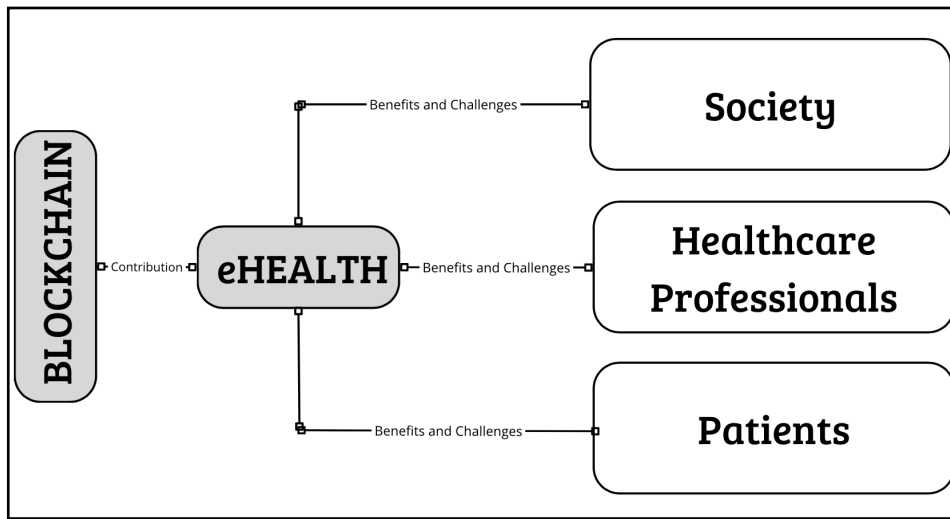 BLOCKCHAIN
Contribution
eHEALTH
Benefits and Challenges
Society
Benefits and Challenges
Healthcare
Professionals
Benefits and Challenges
Patients